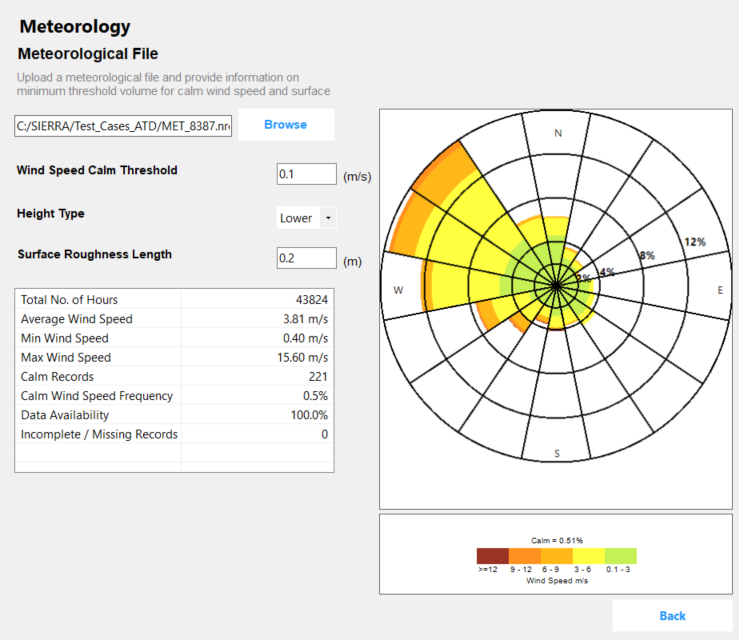 Meteorology
Meteorological File
Upload a meteorological file and provide information on
minimum threshold volume for calm wind speed and surface
C:/SIERRA/Test_Cases_ATD/MET_8387.nr
Browse
Wind Speed Calm Threshold
0.1
(m/s)
Height Type
Lower
Surface Roughness Length
0.2
(m)
Total No. of Hours 43824
Average Wind Speed 3.81 m/s
Min Wind Speed 0.40 m/s
Max Wind Speed 15.60 m/s
Calm Records 221
Calm Wind Speed Frequency 0.5%
Data Availability 100.0%
Incomplete / Missing Records 0
N
12%
8%
4%
2%
W
E
S
Calm = 0.51%
>=12 9 - 12 6 - 9 3 - 6 0.1 - 3
Wind Speed m/s
Back